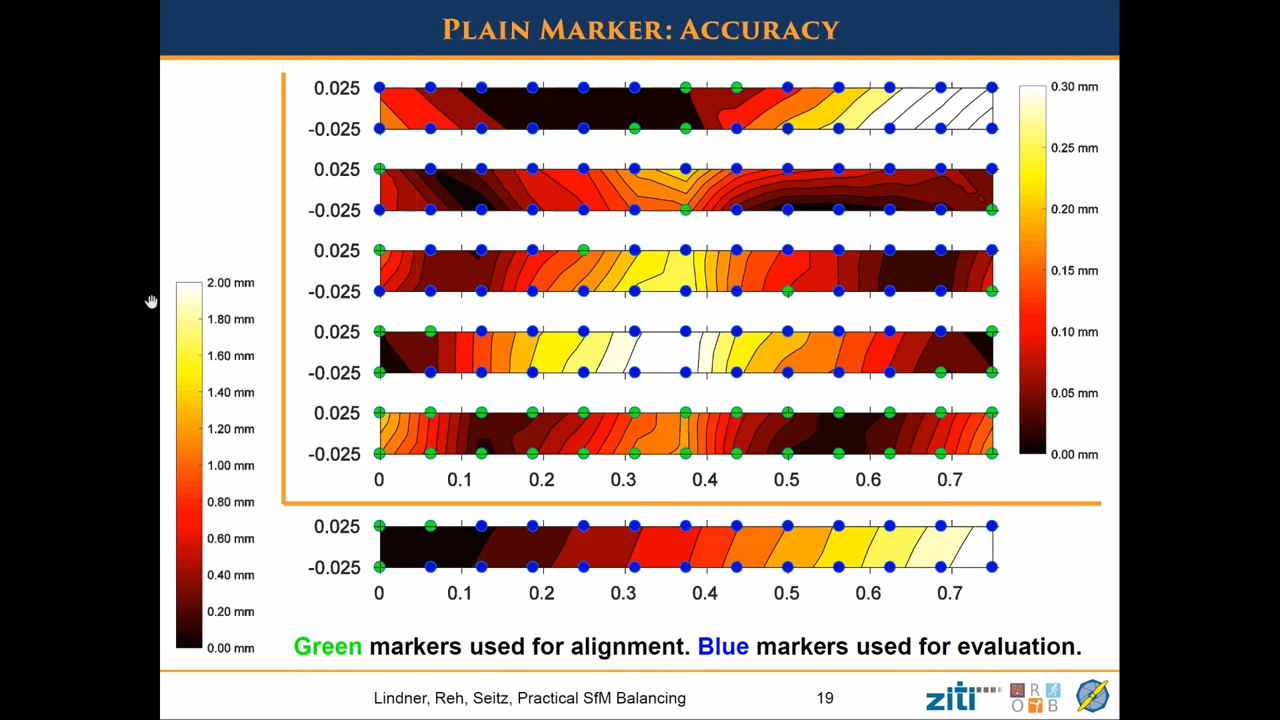 PLAIN MARKER: ACCURACY
0.025
-0.025
0.025
-0.025
0.025
-0.025
0.025
-0.025
0.025
-0.025
0 0.1 0.2 0.3 0.4 0.5 0.6 0.7
0.30 mm
0.25 mm
0.20 mm
0.15 mm
0.10 mm
0.05 mm
0.00 mm
2.00 mm
1.80 mm
1.60 mm
1.40 mm
1.20 mm
1.00 mm
0.80 mm
0.60 mm
0.40 mm
0.20 mm
0.00 mm
0.025
-0.025
0 0.1 0.2 0.3 0.4 0.5 0.6 0.7
Green markers used for alignment. Blue markers used for evaluation.
Lindner, Reh, Seitz, Practical SfM Balancing
19
ziti
R
O B